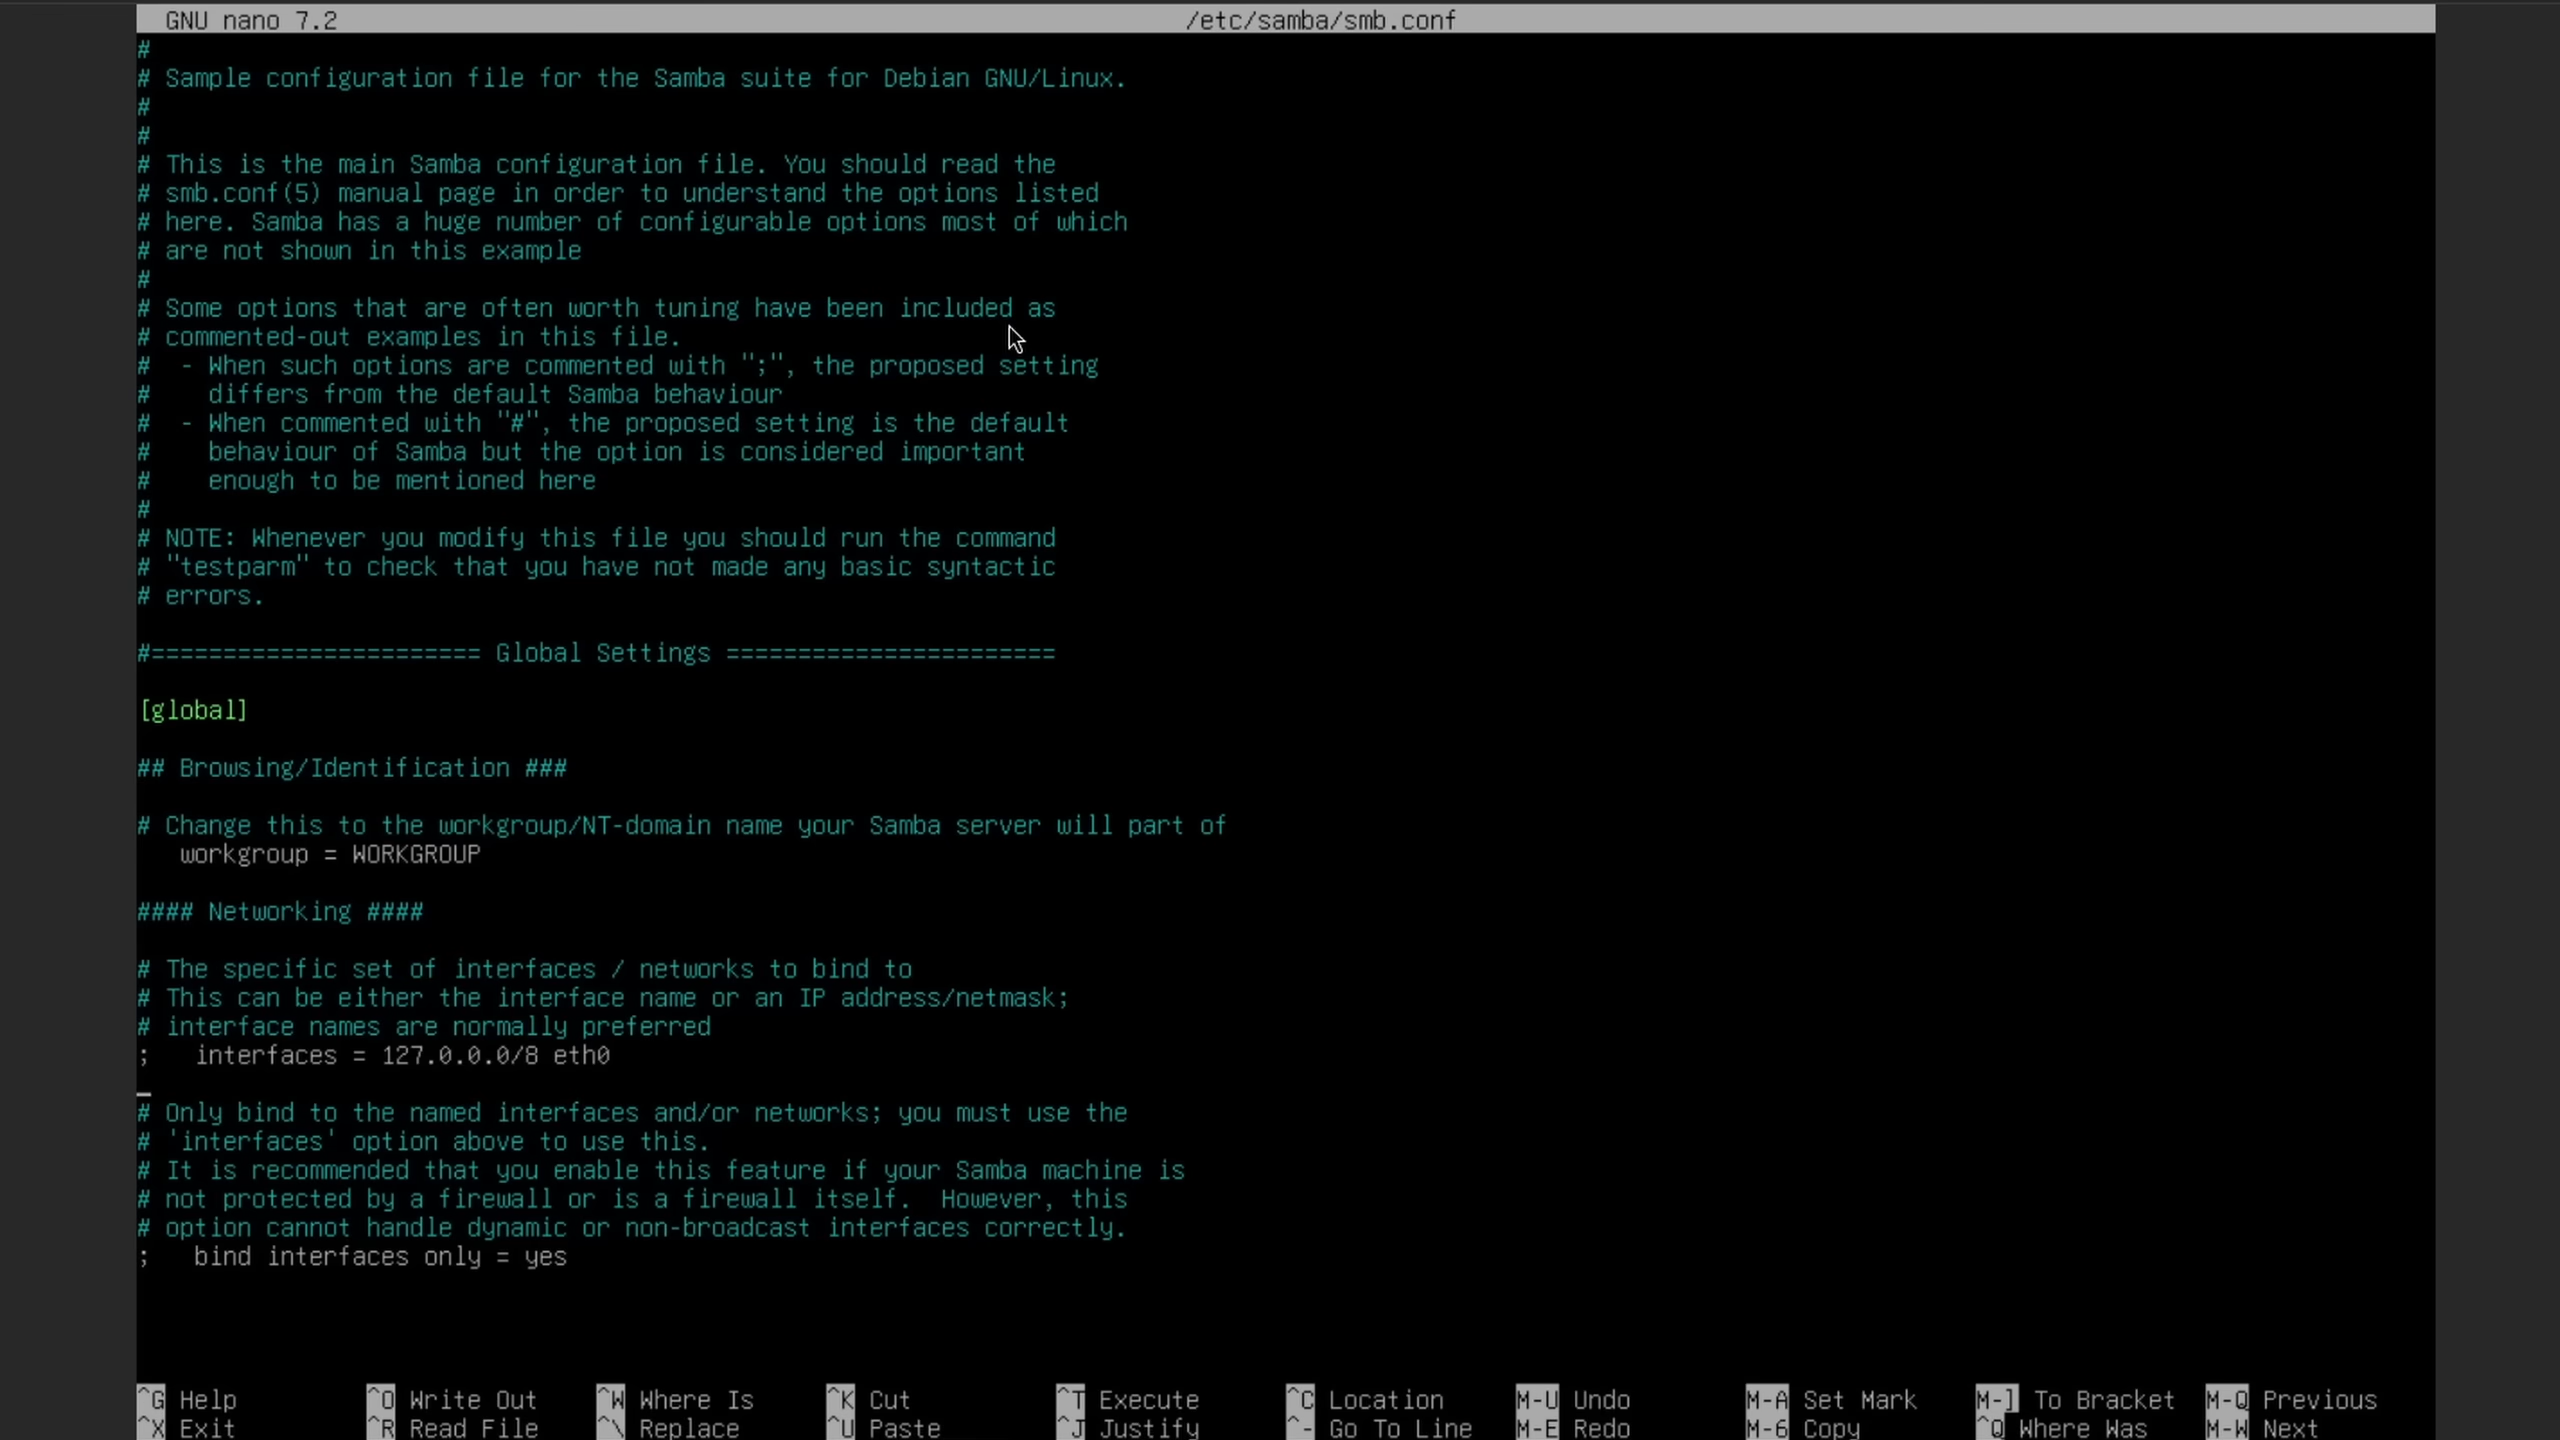 GNU nano 7.2 /etc/samba/smb.conf
#
# Sample configuration file for the Samba suite for Debian GNU/Linux.
#
#
# This is the main Samba configuration file. You should read the
# smb.conf(5) manual page in order to understand the options listed
# here. Samba has a huge number of configurable options most of which
# are not shown in this example
#
# Some options that are often worth tuning have been included as
# commented-out examples in this file.
#  - When such options are commented with ";", the proposed setting
#    differs from the default Samba behaviour
#  - When commented with "#", the proposed setting is the default
#    behaviour of Samba but the option is considered important
#    enough to be mentioned here
#
# NOTE: Whenever you modify this file you should run the command
# "testparm" to check that you have not made any basic syntactic
# errors.
#======================= Global Settings =======================
[global]
## Browsing/Identification ###
# Change this to the workgroup/NT-domain name your Samba server will part of
   workgroup = WORKGROUP
#### Networking ####
# The specific set of interfaces / networks to bind to
# This can be either the interface name or an IP address/netmask;
# interface names are normally preferred
;   interfaces = 127.0.0.0/8 eth0
# Only bind to the named interfaces and/or networks; you must use the
# 'interfaces' option above to use this.
# It is recommended that you enable this feature if your Samba machine is
# not protected by a firewall or is a firewall itself.  However, this
# option cannot handle dynamic or non-broadcast interfaces correctly.
;   bind interfaces only = yes
^G Help ^O Write Out ^W Where Is ^K Cut ^T Execute ^C Location M-U Undo M-A Set Mark M-] To Bracket M-Q Previous
^X Exit ^R Read File ^\ Replace ^U Paste ^J Justify ^- Go To Line M-E Redo M-6 Copy ^Q Where Was M-W Next